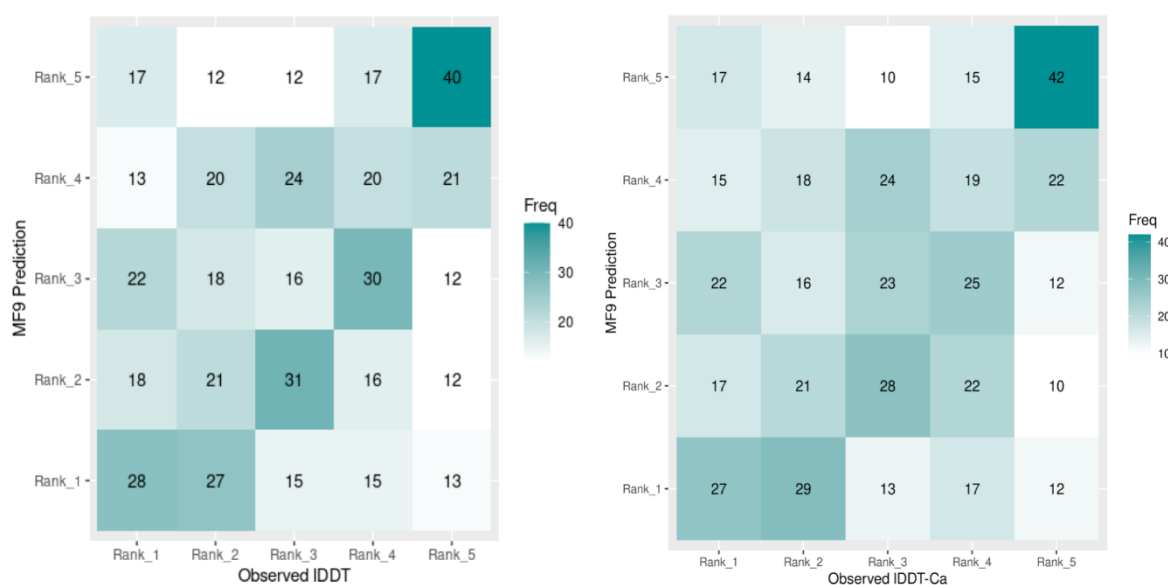 Rank_5 17 12 12 17 40
Rank_4 13 20 24 20 21
Rank_3 22 18 16 30 12
Rank_2 18 21 31 16 12
Rank_1 28 27 15 15 13
Rank_1 Rank_2 Rank_3 Rank_4 Rank_5
Observed lDDT
MF9 Prediction
Freq
40
30
20
Rank_5 17 14 10 15 42
Rank_4 15 18 24 19 22
Rank_3 22 16 23 25 12
Rank_2 17 21 28 22 10
Rank_1 27 29 13 17 12
Rank_1 Rank_2 Rank_3 Rank_4 Rank_5
Observed lDDT-Ca
MF9 Prediction
Freq
40
30
20
10